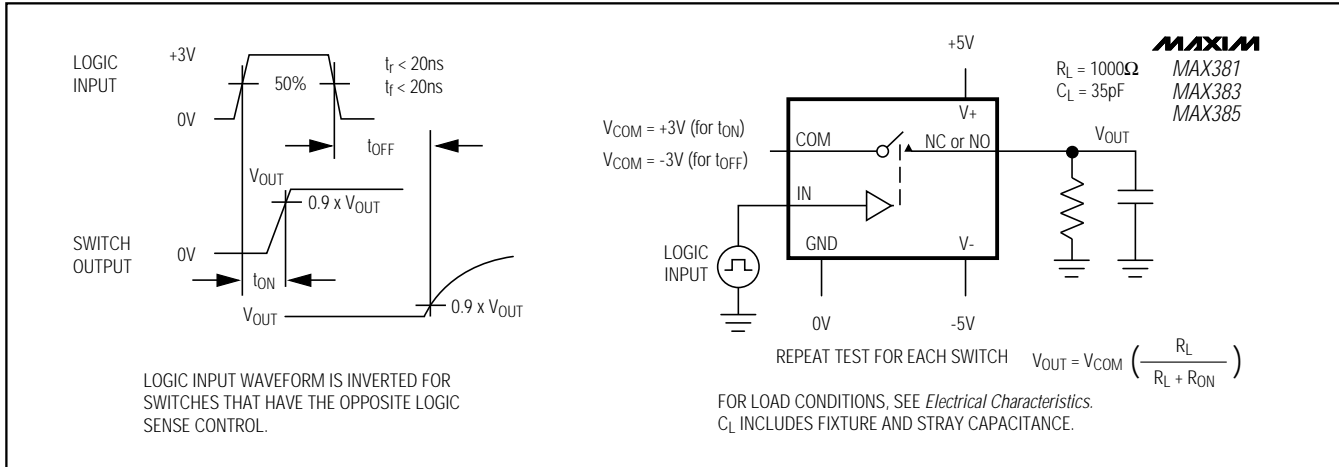 LOGIC
INPUT
+3V
0V
50%
tr < 20ns
tf < 20ns
tOFF
VOUT
0.9 x VOUT
SWITCH
OUTPUT
0V
tON
VOUT
0.9 x VOUT
LOGIC INPUT WAVEFORM IS INVERTED FOR
SWITCHES THAT HAVE THE OPPOSITE LOGIC
SENSE CONTROL.
+5V
MAXIM
RL = 1000Ω
CL = 35pF
MAX381
MAX383
MAX385
V+
VCOM = +3V (for tON)
VCOM = -3V (for tOFF)
COM
NC or NO
VOUT
IN
GND
V-
LOGIC
INPUT
0V
-5V
REPEAT TEST FOR EACH SWITCH
VOUT = VCOM ( RL / RL + RON )
FOR LOAD CONDITIONS, SEE Electrical Characteristics.
CL INCLUDES FIXTURE AND STRAY CAPACITANCE.